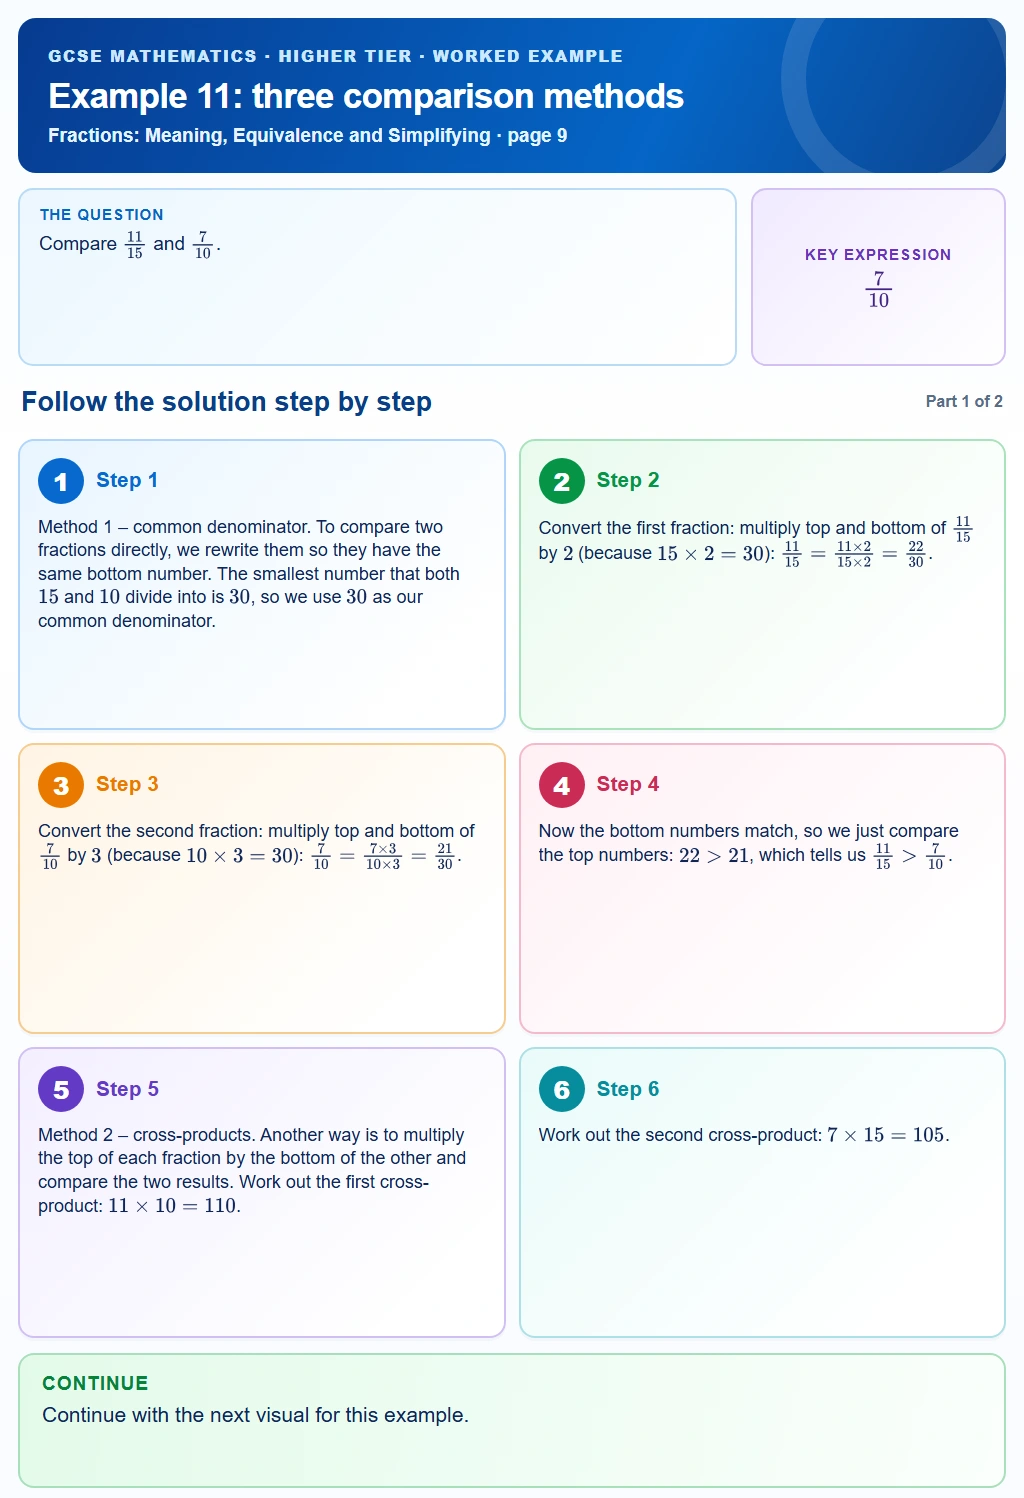 GCSE MATHEMATICS · HIGHER TIER · WORKED EXAMPLE
Example 11: three comparison methods
Fractions: Meaning, Equivalence and Simplifying · page 9
THE QUESTION
Compare 11/15 and 7/10.
KEY EXPRESSION
7/10
Follow the solution step by step
Part 1 of 2
1 Step 1
Method 1 – common denominator. To compare two
fractions directly, we rewrite them so they have the
same bottom number. The smallest number that both
15 and 10 divide into is 30, so we use 30 as our
common denominator.
2 Step 2
Convert the first fraction: multiply top and bottom of 11/15
by 2 (because 15 × 2 = 30): 11/15 = 11×2/15×2 = 22/30.
3 Step 3
Convert the second fraction: multiply top and bottom of
7/10 by 3 (because 10 × 3 = 30): 7/10 = 7×3/10×3 = 21/30.
4 Step 4
Now the bottom numbers match, so we just compare
the top numbers: 22 > 21, which tells us 11/15 > 7/10.
5 Step 5
Method 2 – cross-products. Another way is to multiply
the top of each fraction by the bottom of the other and
compare the two results. Work out the first cross-
product: 11 × 10 = 110.
6 Step 6
Work out the second cross-product: 7 × 15 = 105.
CONTINUE
Continue with the next visual for this example.